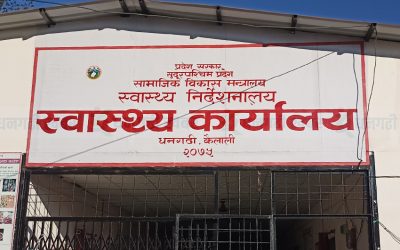 प्रदेश सरकार
सुदूरपश्चिम प्रदेश
सामाजिक विकास मन्त्रालय
स्वास्थ्य निर्देशनालय
स्वास्थ्य कार्यालय
धनगढी, कैलाली
२०७५